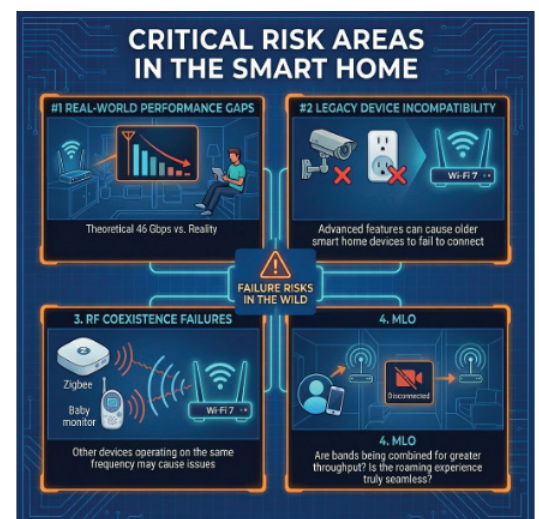 CRITICAL RISK AREAS
IN THE SMART HOME
#1 REAL-WORLD PERFORMANCE GAPS
Theoretical 46 Gbps vs. Reality
#2 LEGACY DEVICE INCOMPATIBILITY
Wi-Fi 7
Advanced features can cause older
smart home devices to fail to connect
FAILURE RISKS
IN THE WILD
3. RF COEXISTENCE FAILURES
Zigbee
Baby
monitor
Wi-Fi 7
Other devices operating on the same
frequency may cause issues
4. MLO
Disconnected
4. MLO
Are bands being combined for greater
throughput? Is the roaming experience
truly seamless?